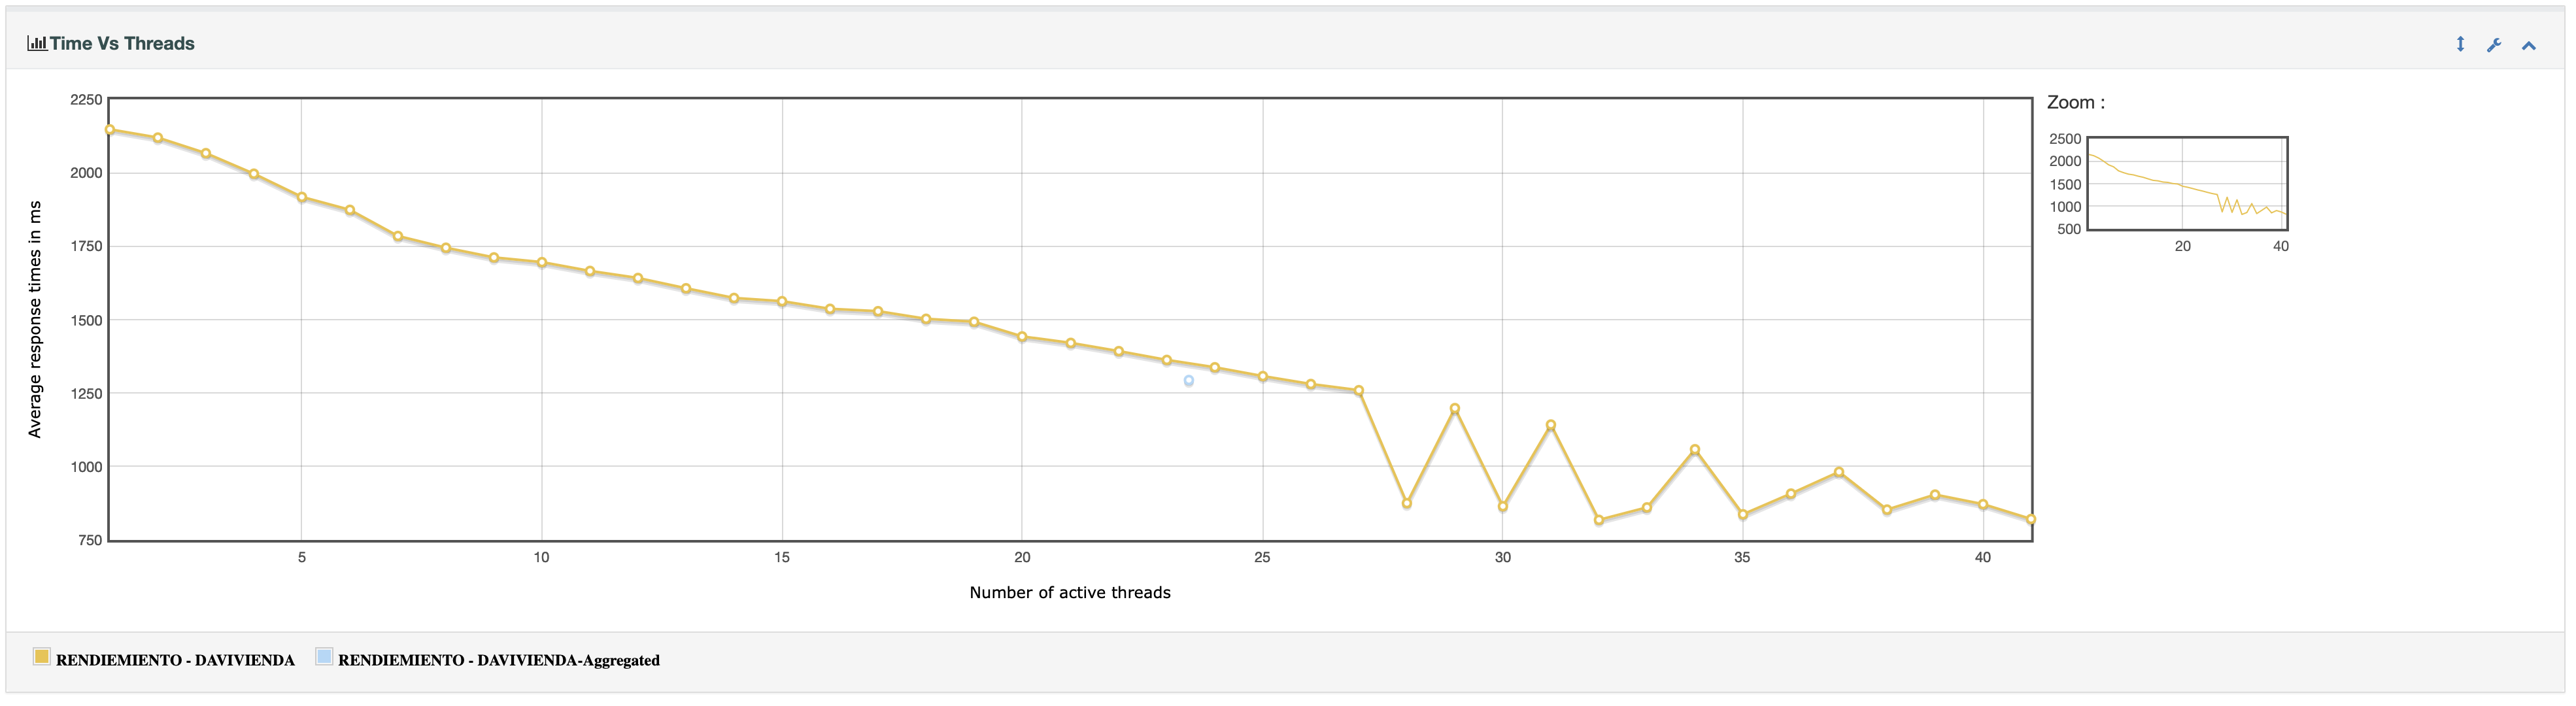 Time Vs Threads
Zoom :
2250
2000
1750
1500
1250
1000
750
Average response times in ms
5 10 15 20 25 30 35 40
Number of active threads
2500
2000
1500
1000
500
20 40
RENDIEMIENTO - DAVIVIENDA RENDIEMIENTO - DAVIVIENDA-Aggregated